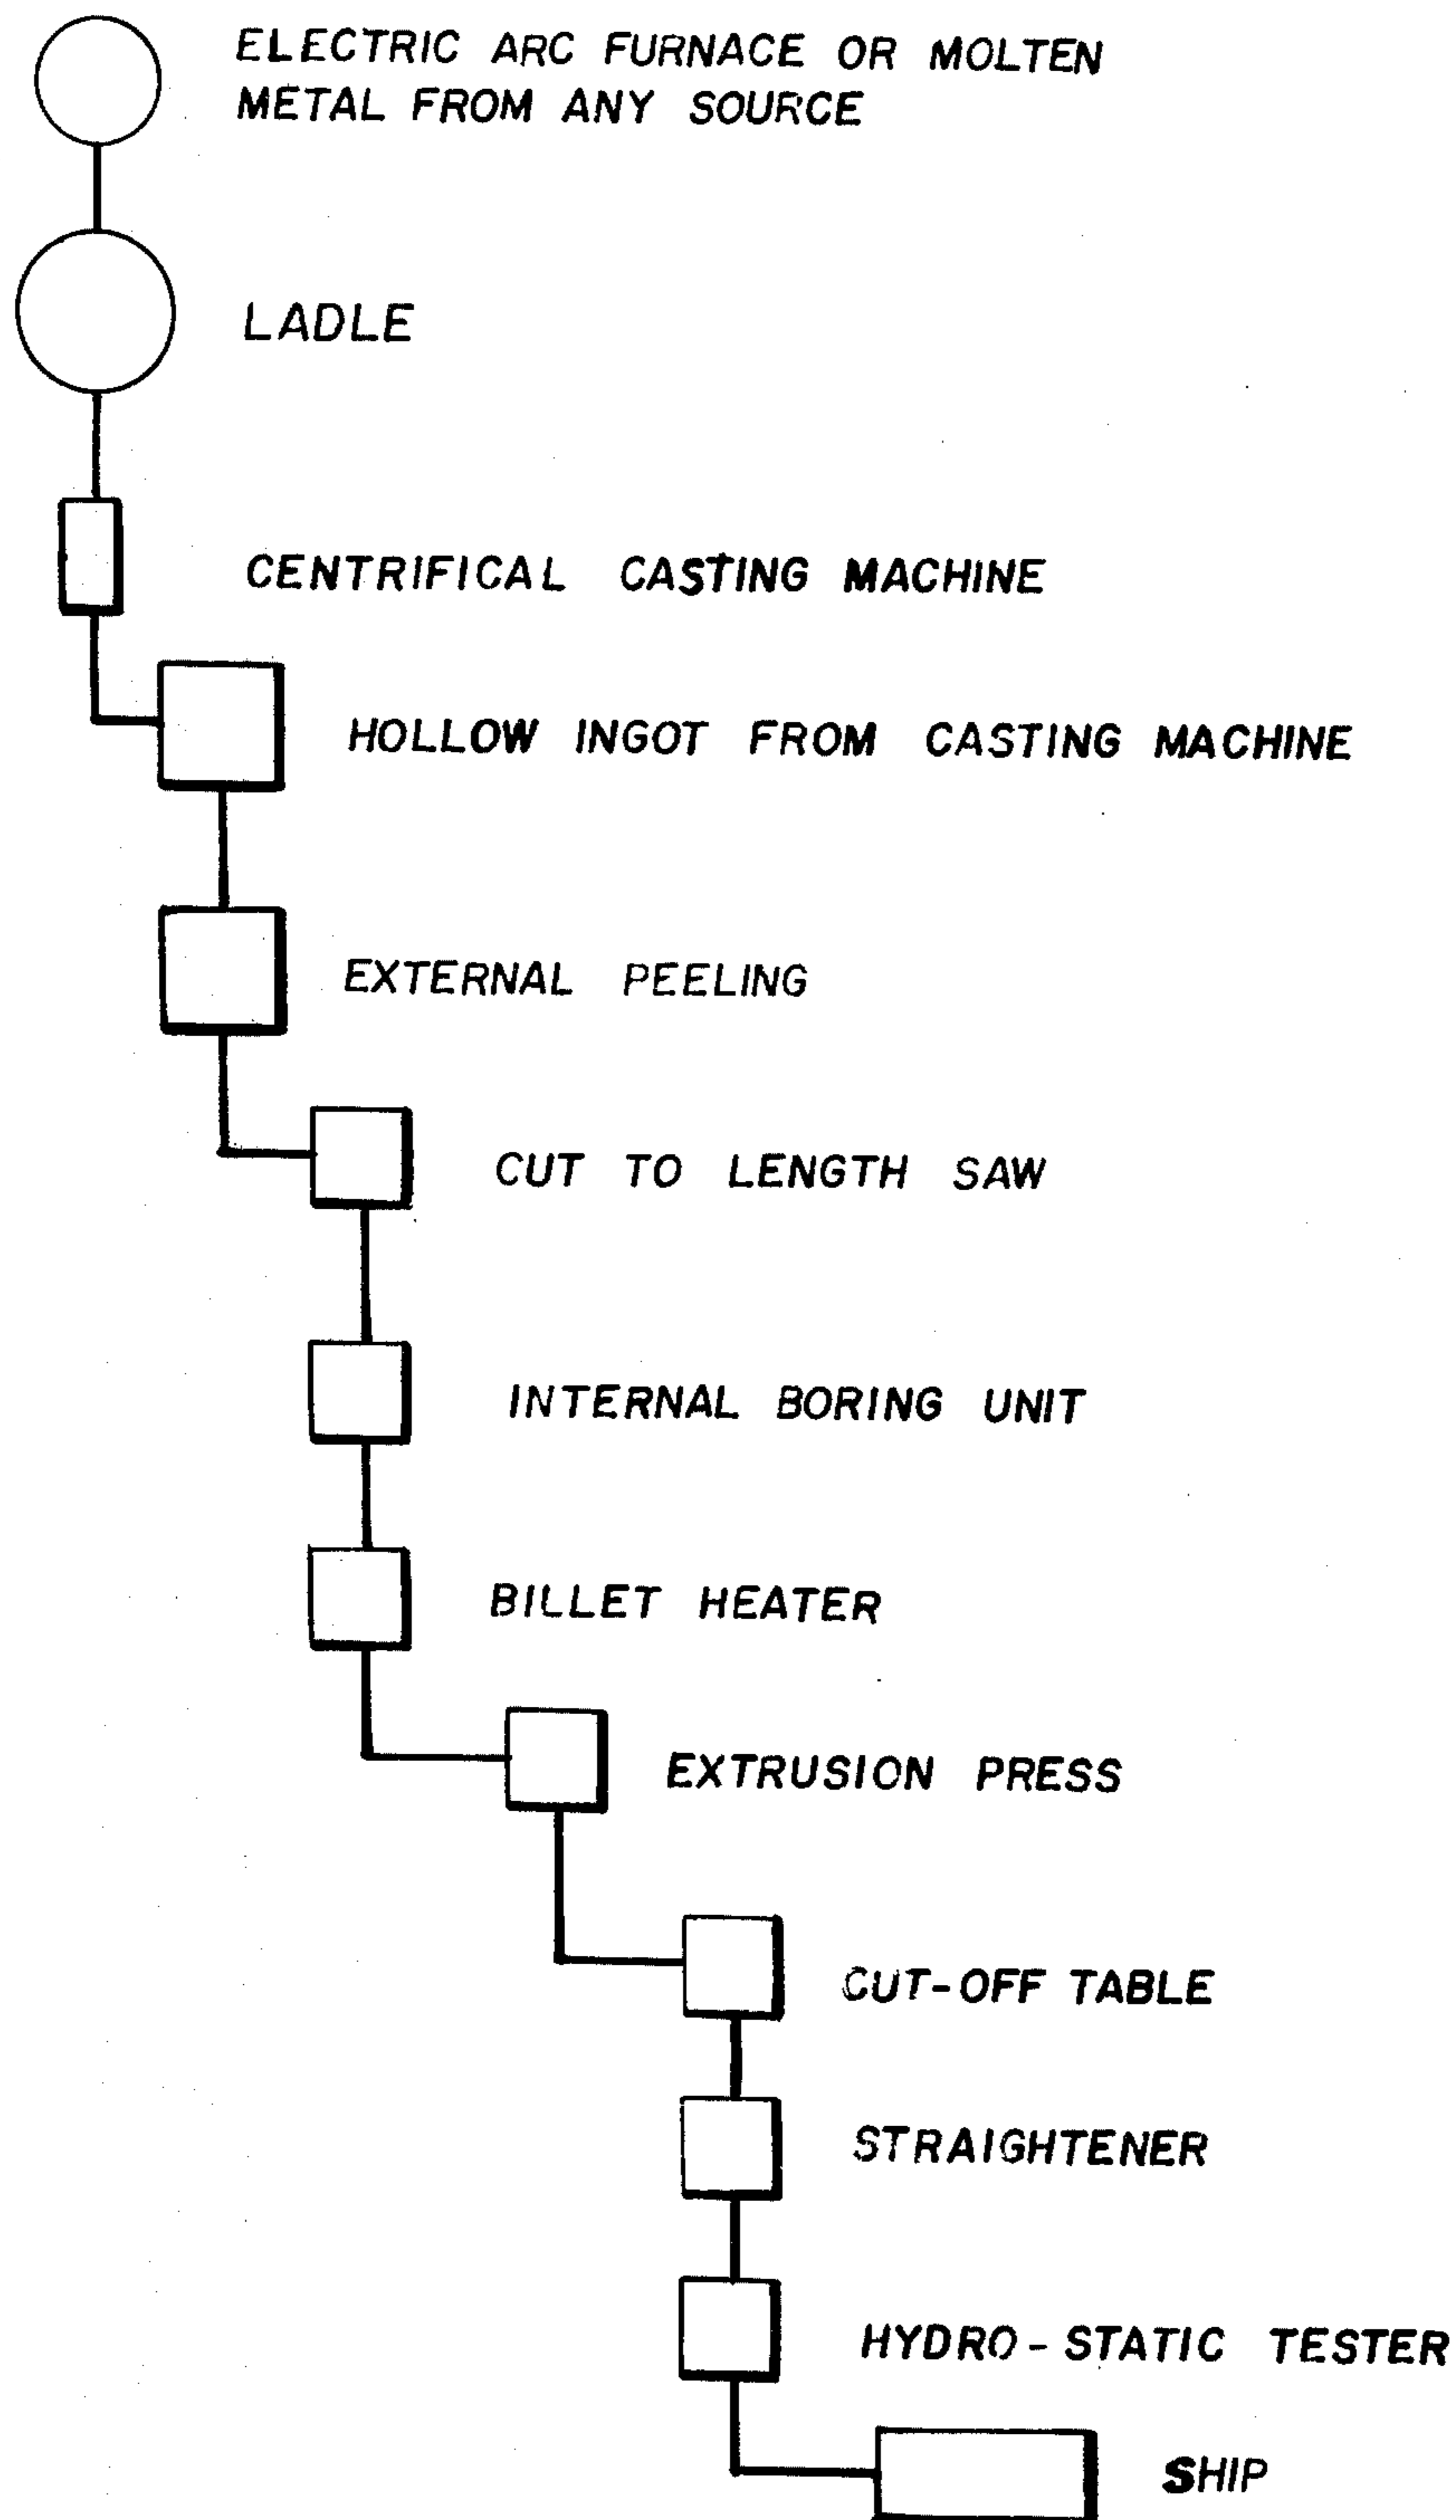 ELECTRIC ARC FURNACE OR MOLTEN
METAL FROM ANY SOURCE
LADLE
CENTRIFICAL CASTING MACHINE
HOLLOW INGOT FROM CASTING MACHINE
EXTERNAL PEELING
CUT TO LENGTH SAW
INTERNAL BORING UNIT
BILLET HEATER
EXTRUSION PRESS
CUT-OFF TABLE
STRAIGHTENER
HYDRO-STATIC TESTER
SHIP